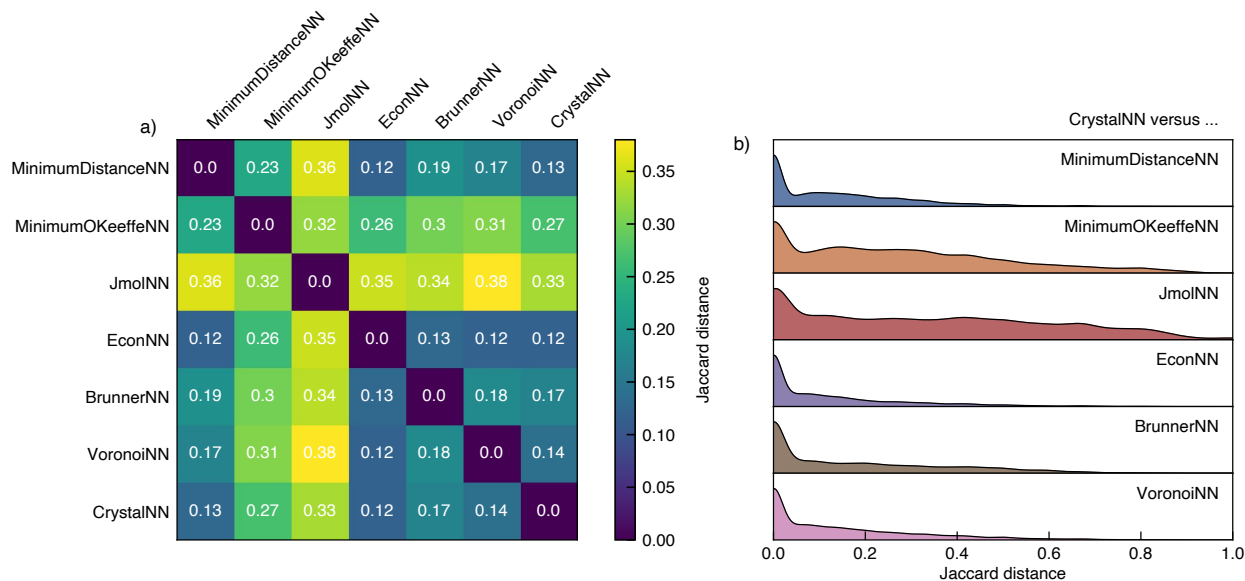 a)
MinimumDistanceNN
MinimumOKeeffeNN
JmolNN
EconNN
BrunnerNN
VoronoiNN
CrystalNN
MinimumDistanceNN 0.0 0.23 0.36 0.12 0.19 0.17 0.13
MinimumOKeeffeNN 0.23 0.0 0.32 0.26 0.3 0.31 0.27
JmolNN 0.36 0.32 0.0 0.35 0.34 0.38 0.33
EconNN 0.12 0.26 0.35 0.0 0.13 0.12 0.12
BrunnerNN 0.19 0.3 0.34 0.13 0.0 0.18 0.17
VoronoiNN 0.17 0.31 0.38 0.12 0.18 0.0 0.14
CrystalNN 0.13 0.27 0.33 0.12 0.17 0.14 0.0
0.35
0.30
0.25
0.20
0.15
0.10
0.05
0.00
Jaccard distance
b)
CrystalNN versus ...
MinimumDistanceNN
MinimumOKeeffeNN
JmolNN
EconNN
BrunnerNN
VoronoiNN
0.0 0.2 0.4 0.6 0.8 1.0
Jaccard distance